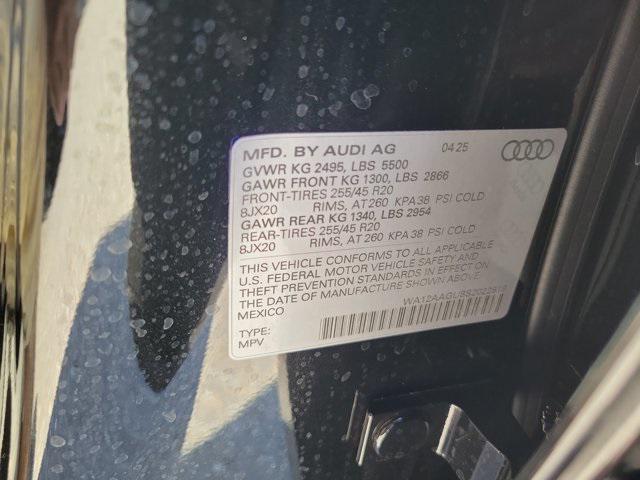 MFD. BY AUDI AG 04 25
GVWR KG 2495, LBS 5500
GAWR FRONT KG 1300, LBS 2866
FRONT-TIRES 255/45 R20
8JX20 RIMS, AT 260 KPA 38 PSI COLD
GAWR REAR KG 1340, LBS 2954
REAR-TIRES 255/45 R20
8JX20 RIMS, AT 260 KPA 38 PSI COLD
THIS VEHICLE CONFORMS TO ALL APPLICABLE
U.S. FEDERAL MOTOR VEHICLE SAFETY AND
THEFT PREVENTION STANDARDS IN EFFECT ON
THE DATE OF MANUFACTURE SHOWN ABOVE.
MEXICO
TYPE:
MPV